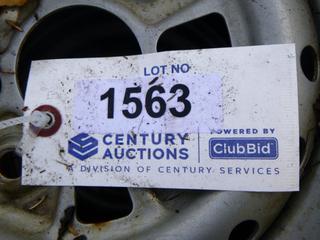 LOT NO
1563
CENTURY AUCTIONS
POWERED BY
ClubBid
A DIVISION OF CENTURY SERVICES